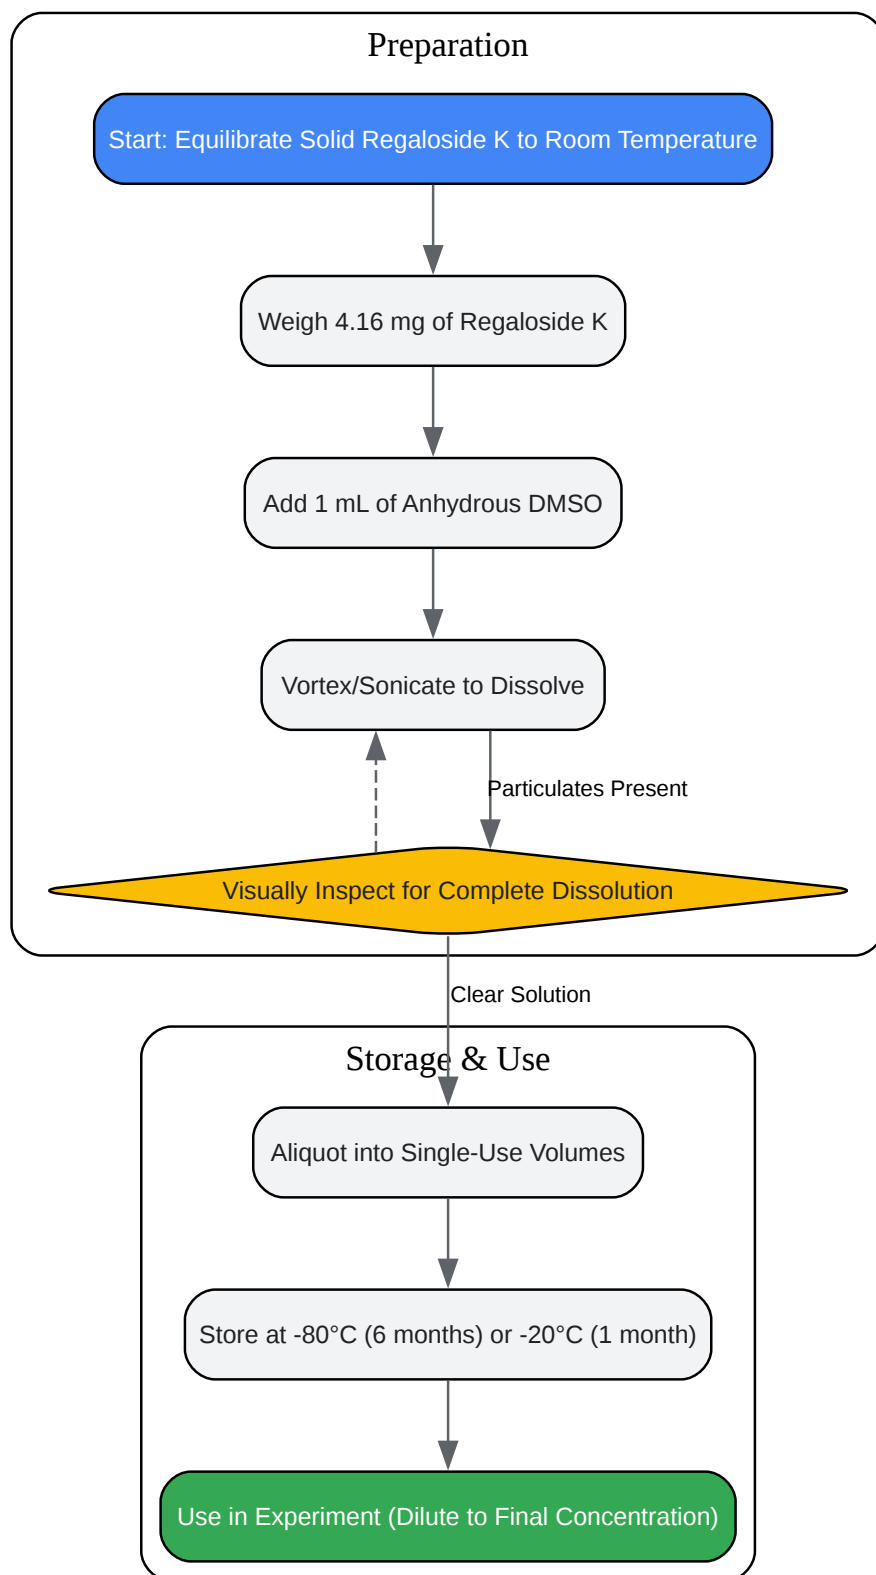 Preparation
Start: Equilibrate Solid Regaloside K to Room Temperature
Weigh 4.16 mg of Regaloside K
Add 1 mL of Anhydrous DMSO
Vortex/Sonicate to Dissolve
Particulates Present
Visually Inspect for Complete Dissolution
Clear Solution
Storage & Use
Aliquot into Single-Use Volumes
Store at -80°C (6 months) or -20°C (1 month)
Use in Experiment (Dilute to Final Concentration)